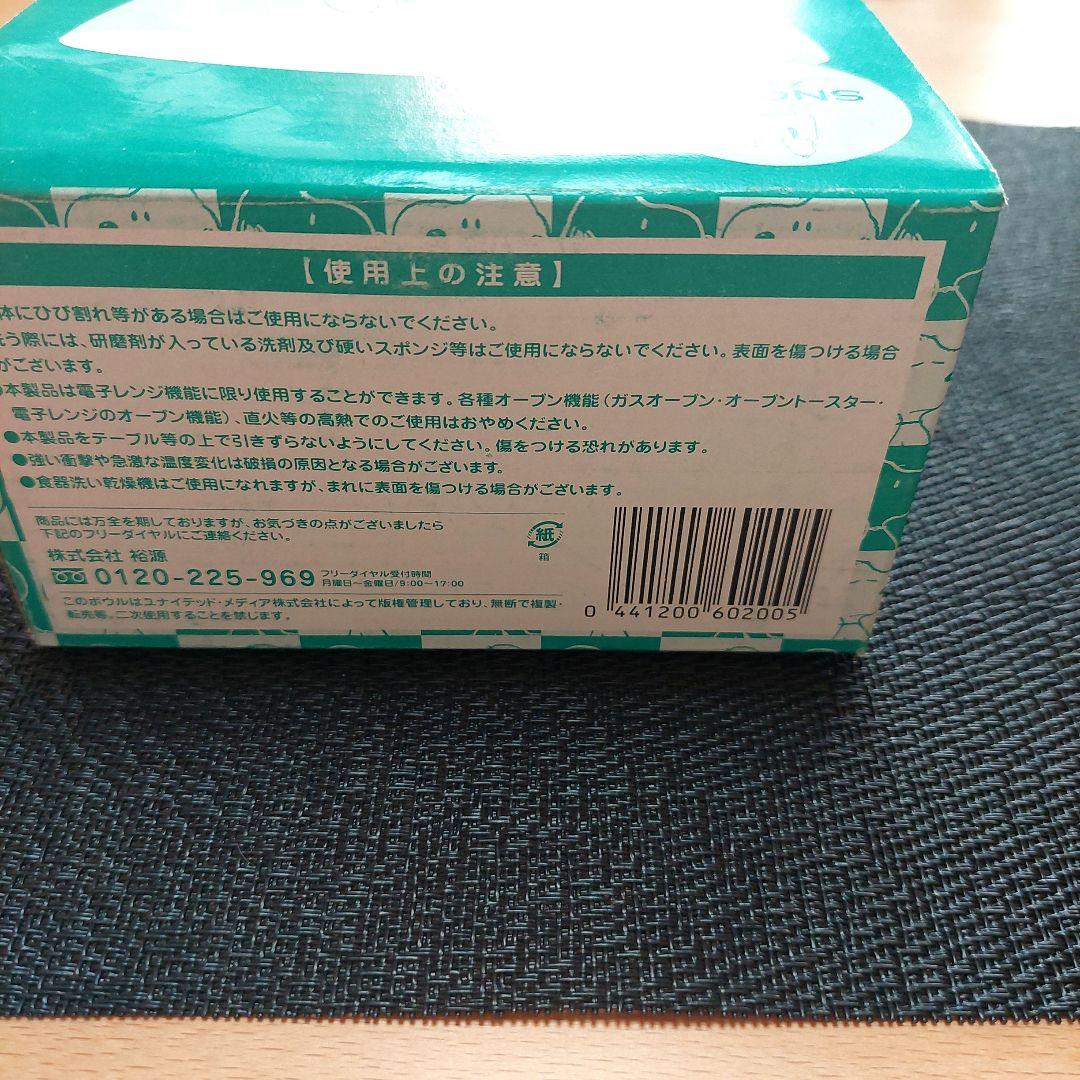 SNO
【使用上の注意】
体にひび割れ等がある場合はご使用にならないでください。
う際には、研磨剤が入っている洗剤及び硬いスポンジ等はご使用にならないでください。表面を傷つける場合
がございます。
本製品は電子レンジ機能に限り使用することができます。各種オーブン機能（ガスオーブン・オーブントースター・
電子レンジのオーブン機能）、直火等の高熱でのご使用はおやめください。
●本製品をテーブル等の上で引きずらないようにしてください。傷をつける恐れがあります。
●強い衝撃や急激な温度変化は破損の原因となる場合がございます。
●食器洗い乾燥機はご使用になれますが、まれに表面を傷つける場合がございます。
商品には万全を期しておりますが、お気づきの点がございましたら
下記のフリーダイヤルにご連絡ください。
株式会社 裕源
0120-225-969 フリーダイヤル受付時間
月曜日〜金曜日/9:00〜17:00
このボウルはユナイテッド・メディア株式会社によって版権管理しており、無断で複製・
転売等、二次使用することを禁じます。
紙
箱
0 441200 602005